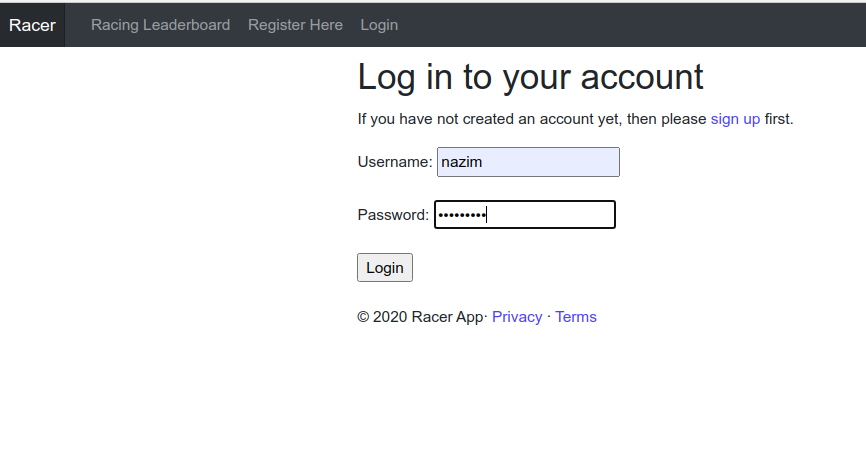 Racer Racing Leaderboard Register Here Login
Log in to your account
If you have not created an account yet, then please sign up first.
Username: nazim
Password: •••••••••
Login
© 2020 Racer App· Privacy · Terms